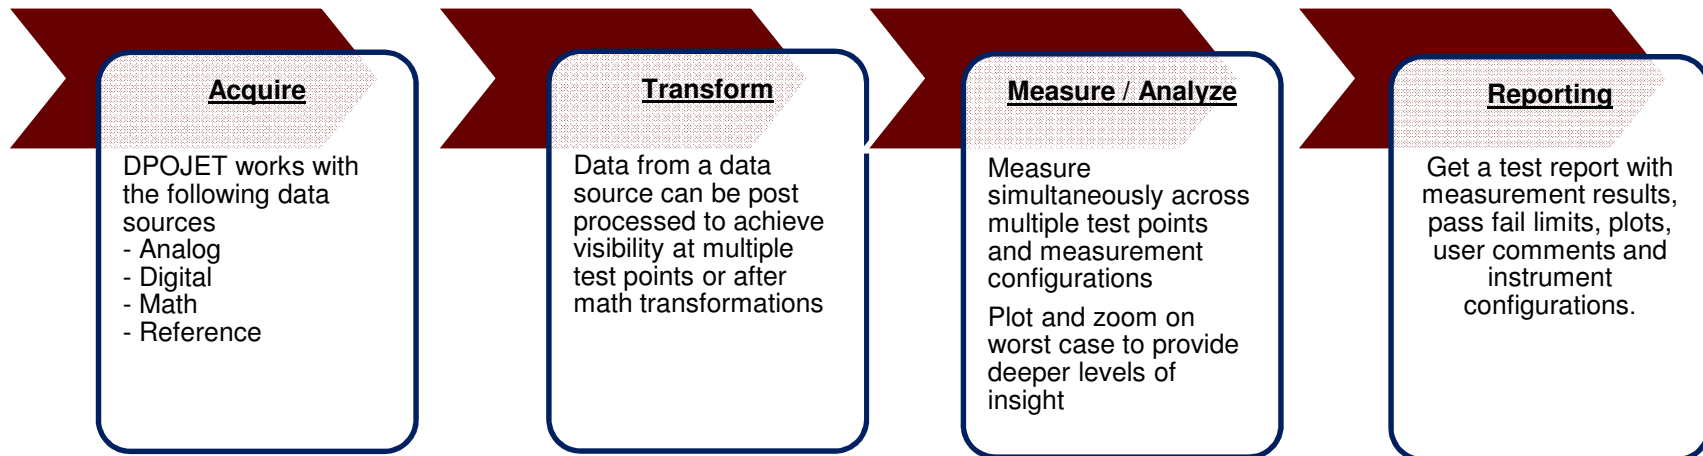 Acquire
DPOJET works with
the following data
sources
- Analog
- Digital
- Math
- Reference
Transform
Data from a data
source can be post
processed to achieve
visibility at multiple
test points or after
math transformations
Measure / Analyze
Measure
simultaneously across
multiple test points
and measurement
configurations
Plot and zoom on
worst case to provide
deeper levels of
insight
Reporting
Get a test report with
measurement results,
pass fail limits, plots,
user comments and
instrument
configurations.